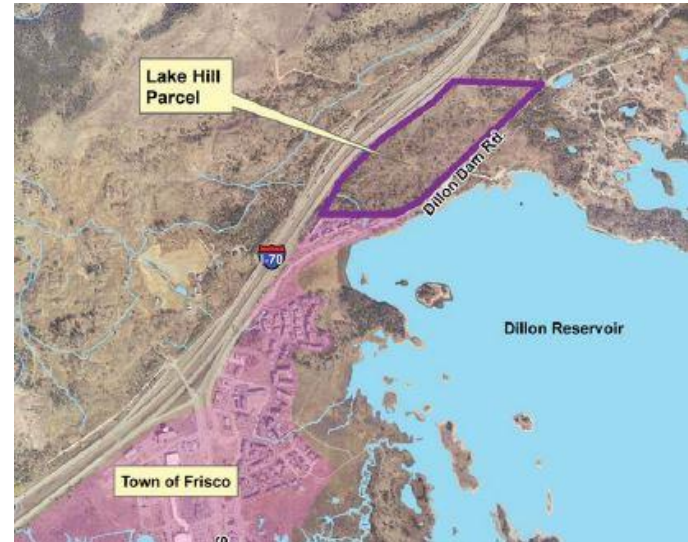 Lake Hill
Parcel
Dillon Dam Rd.
I-70
Dillon Reservoir
Town of Frisco
S